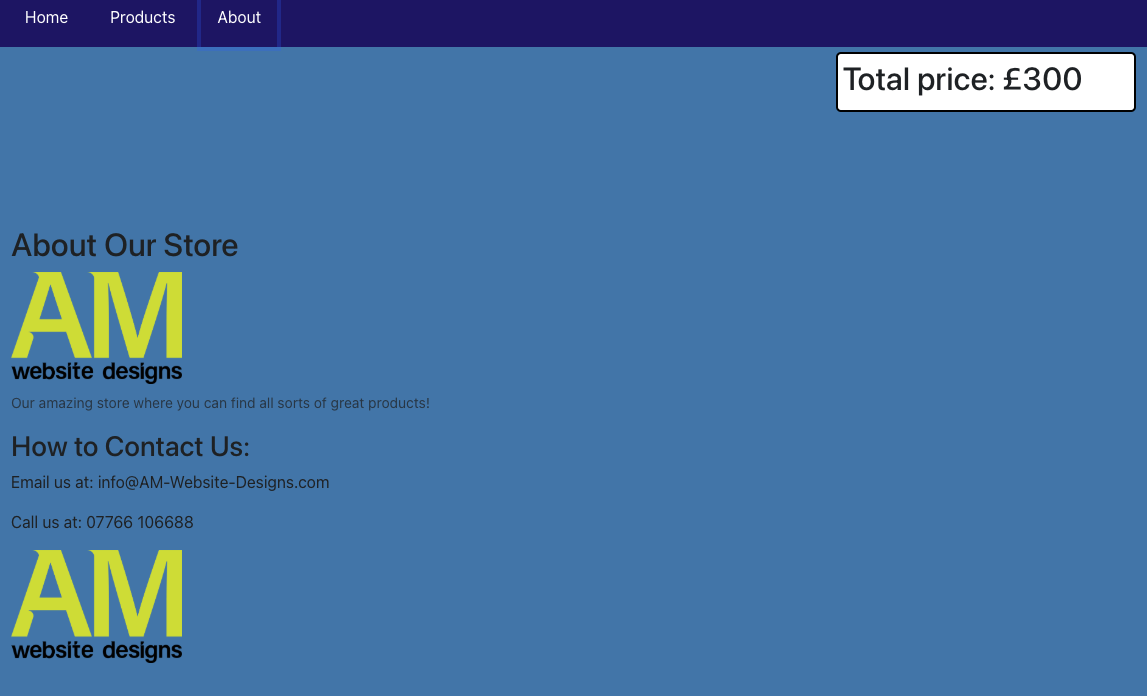 Home Products About
Total price: £300
About Our Store
AM
website designs
Our amazing store where you can find all sorts of great products!
How to Contact Us:
Email us at: info@AM-Website-Designs.com
Call us at: 07766 106688
AM
website designs